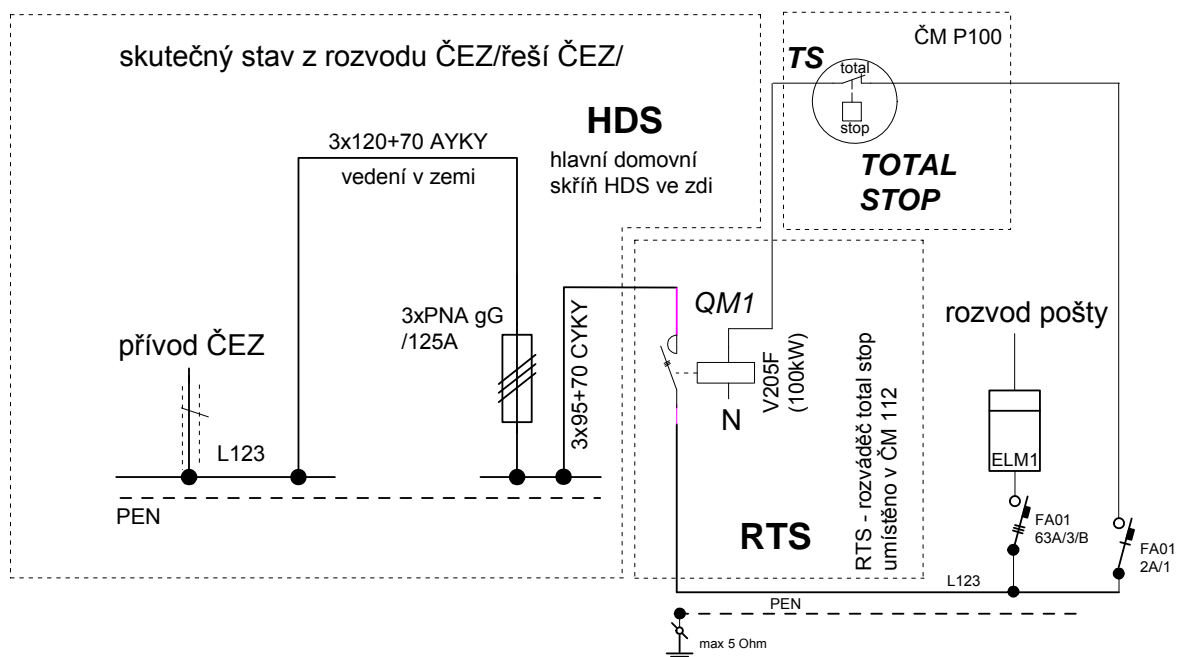 skutečný stav z rozvodu ČEZ/řeší ČEZ/
HDS
hlavní domovní
skříň HDS ve zdi
3x120+70 AYKY
vedení v zemi
3xPNA gG
/125A
přívod ČEZ
L123
PEN
3x95+70 CYKY
ČM P100
TS
total
stop
TOTAL
STOP
QM1
N
V205F
(100kW)
RTS
RTS - rozváděč total stop
umístěno v ČM 112
rozvod pošty
ELM1
FA01
63A/3/B
FA01
2A/1
L123
PEN
max 5 Ohm